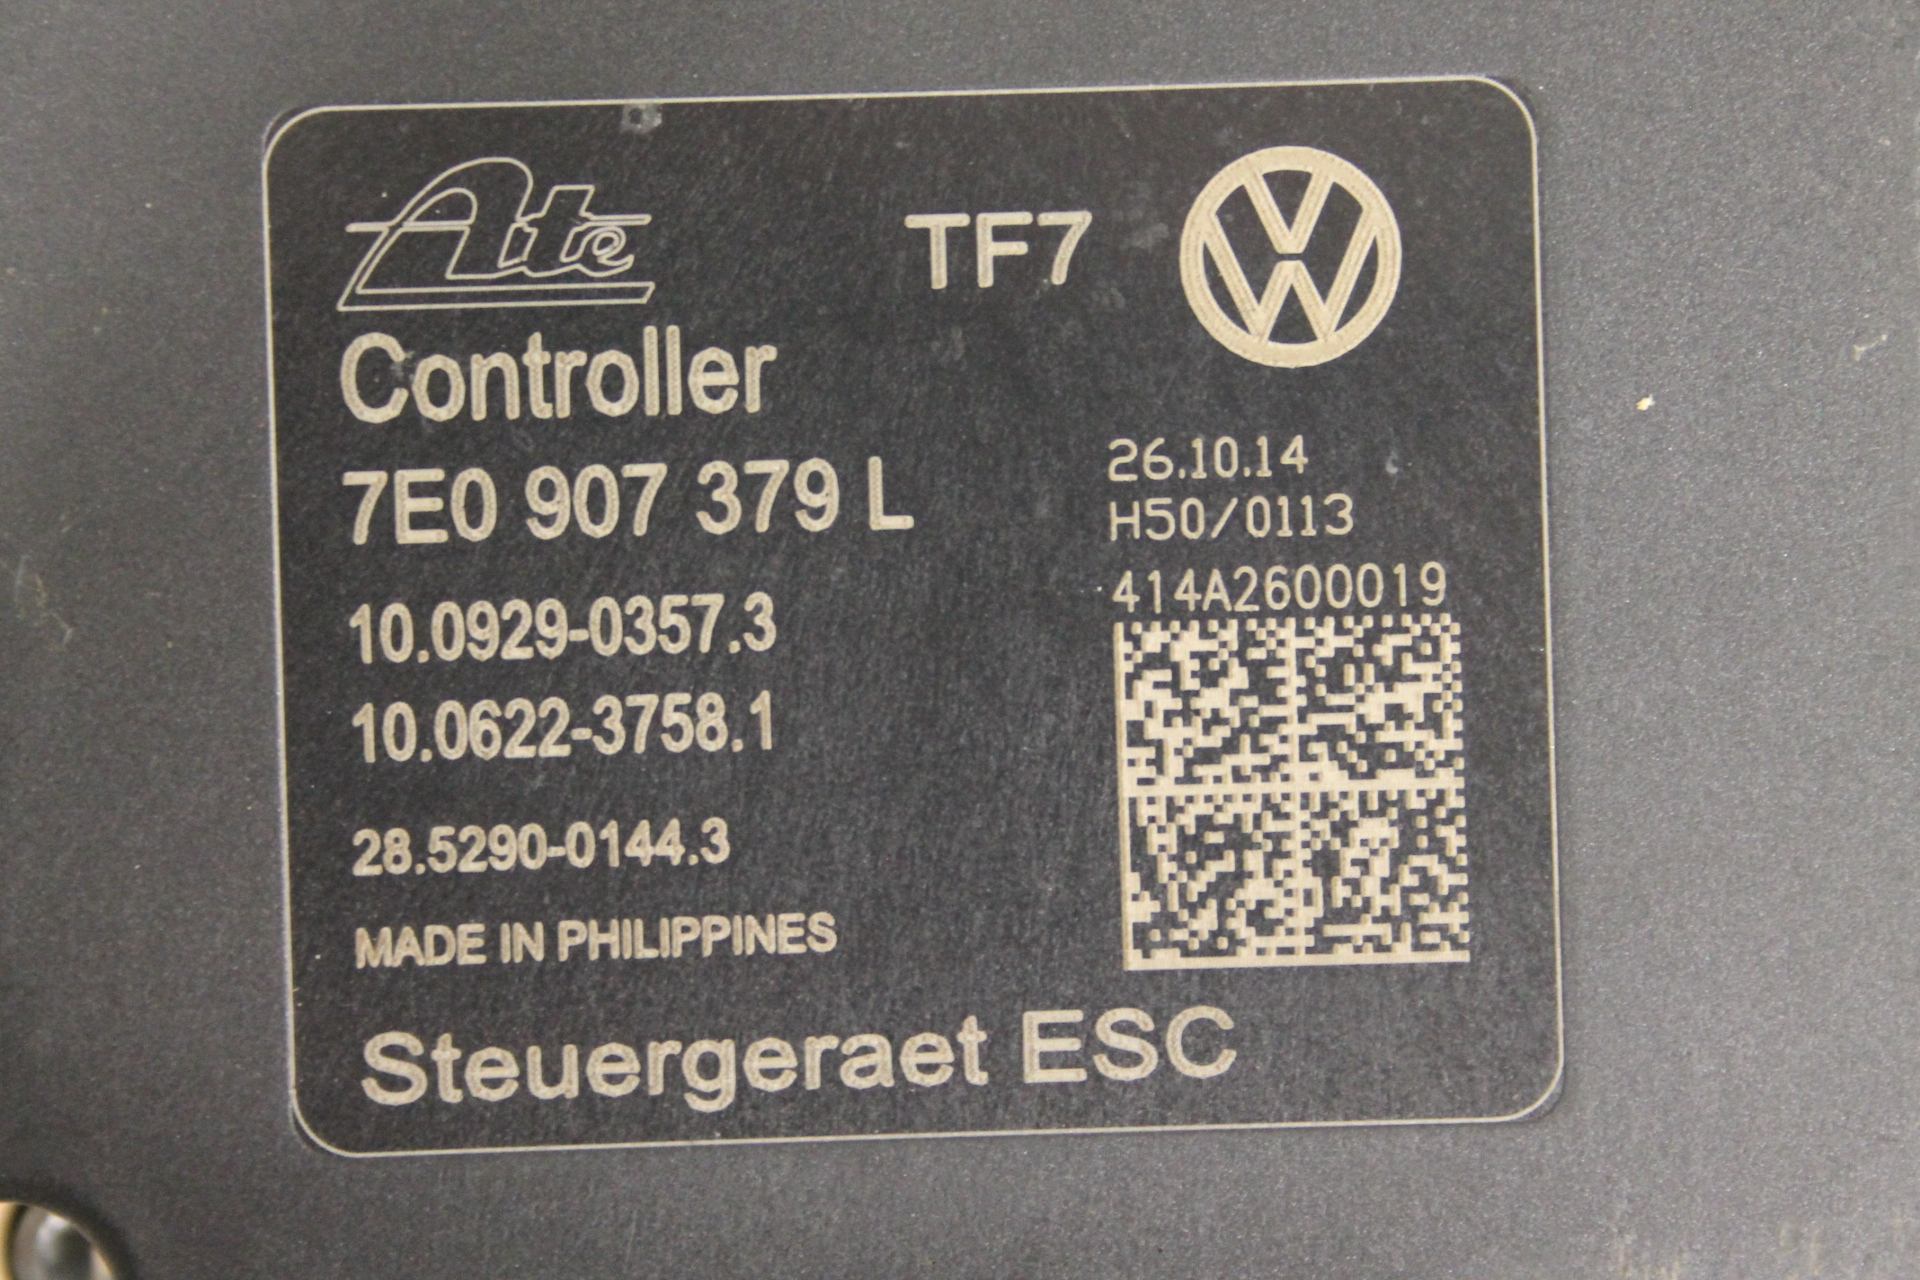 Ate
TF7
Controller
7E0 907 379 L
26.10.14
H50/0113
414A2600019
10.0929-0357.3
10.0622-3758.1
28.5290-0144.3
MADE IN PHILIPPINES
Steuergeraet ESC